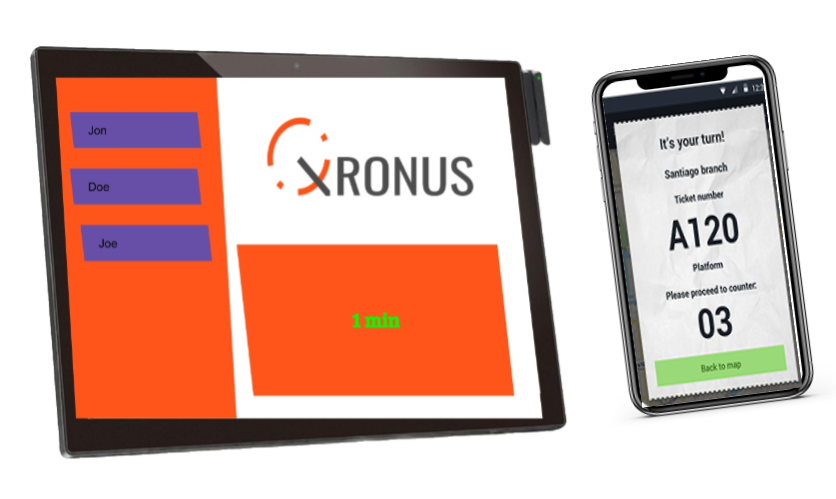 Jon
Doe
Joe
XRONUS
1 min
12:
It's your turn!
Santiago branch
Ticket number
A120
Platform
Please proceed to counter:
03
Back to map